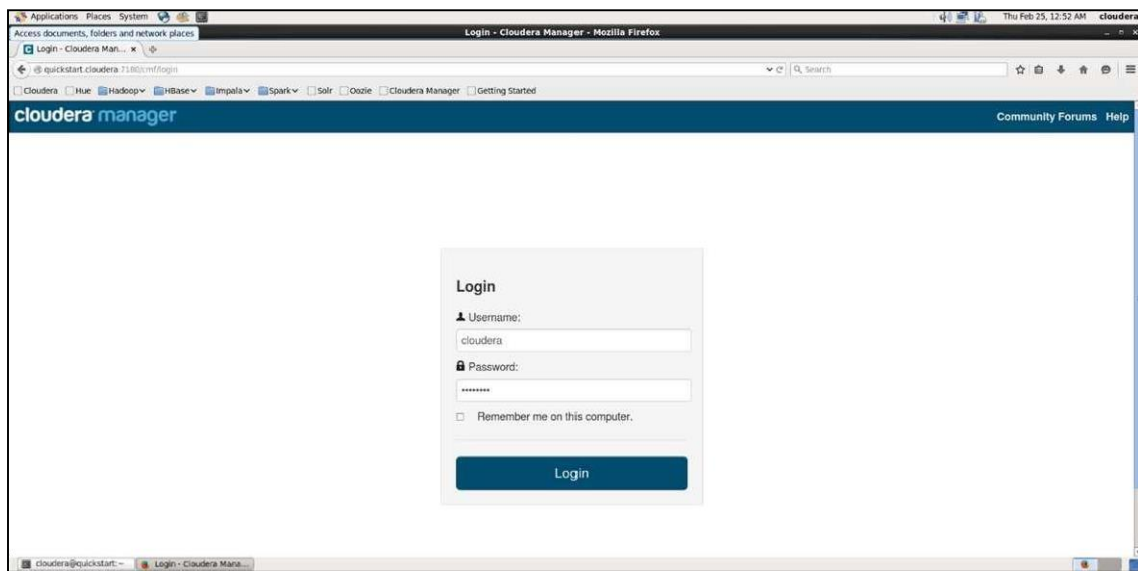 Applications Places System Thu Feb 25, 12:52 AM cloudera
Access documents, folders and network places Login - Cloudera Manager - Mozilla Firefox
Login - Cloudera Man...
quickstart.cloudera:7180/cmf/login Search
Cloudera Hue Hadoop HBase Impala Spark Solr Oozie Cloudera Manager Getting Started
cloudera manager Community Forums Help
Login
Username:
cloudera
Password:
••••••••
Remember me on this computer.
Login
cloudera@quickstart:~ Login - Cloudera Mana...